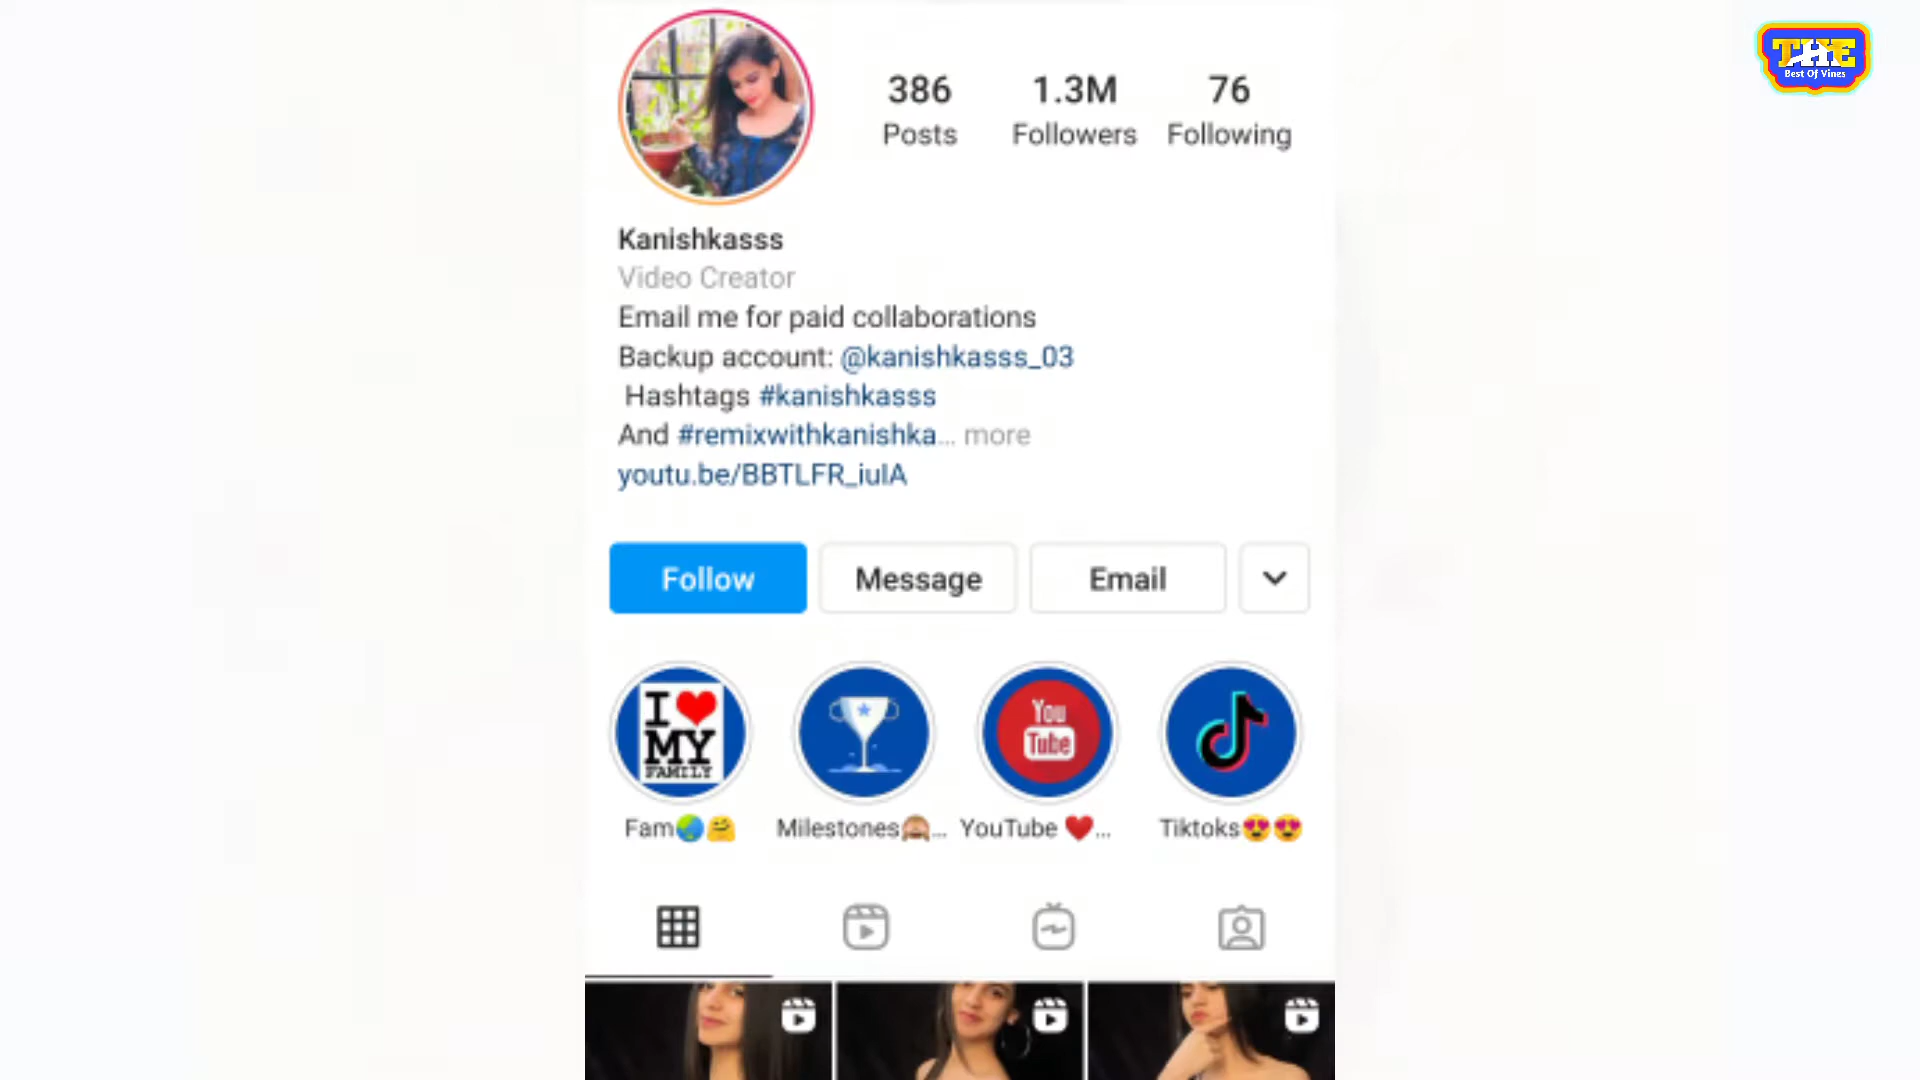 386 1.3M 76
Posts Followers Following
THE
Best Of Vines
Kanishkasss
Video Creator
Email me for paid collaborations
Backup account: @kanishkasss_03
Hashtags #kanishkasss
And #remixwithkanishka... more
youtu.be/BBTLFR_iulA
Follow Message Email
I ❤ MY FAMILY
You Tube
Fam🌏🤗 Milestones🙈... YouTube ❤️... Tiktoks😍😍